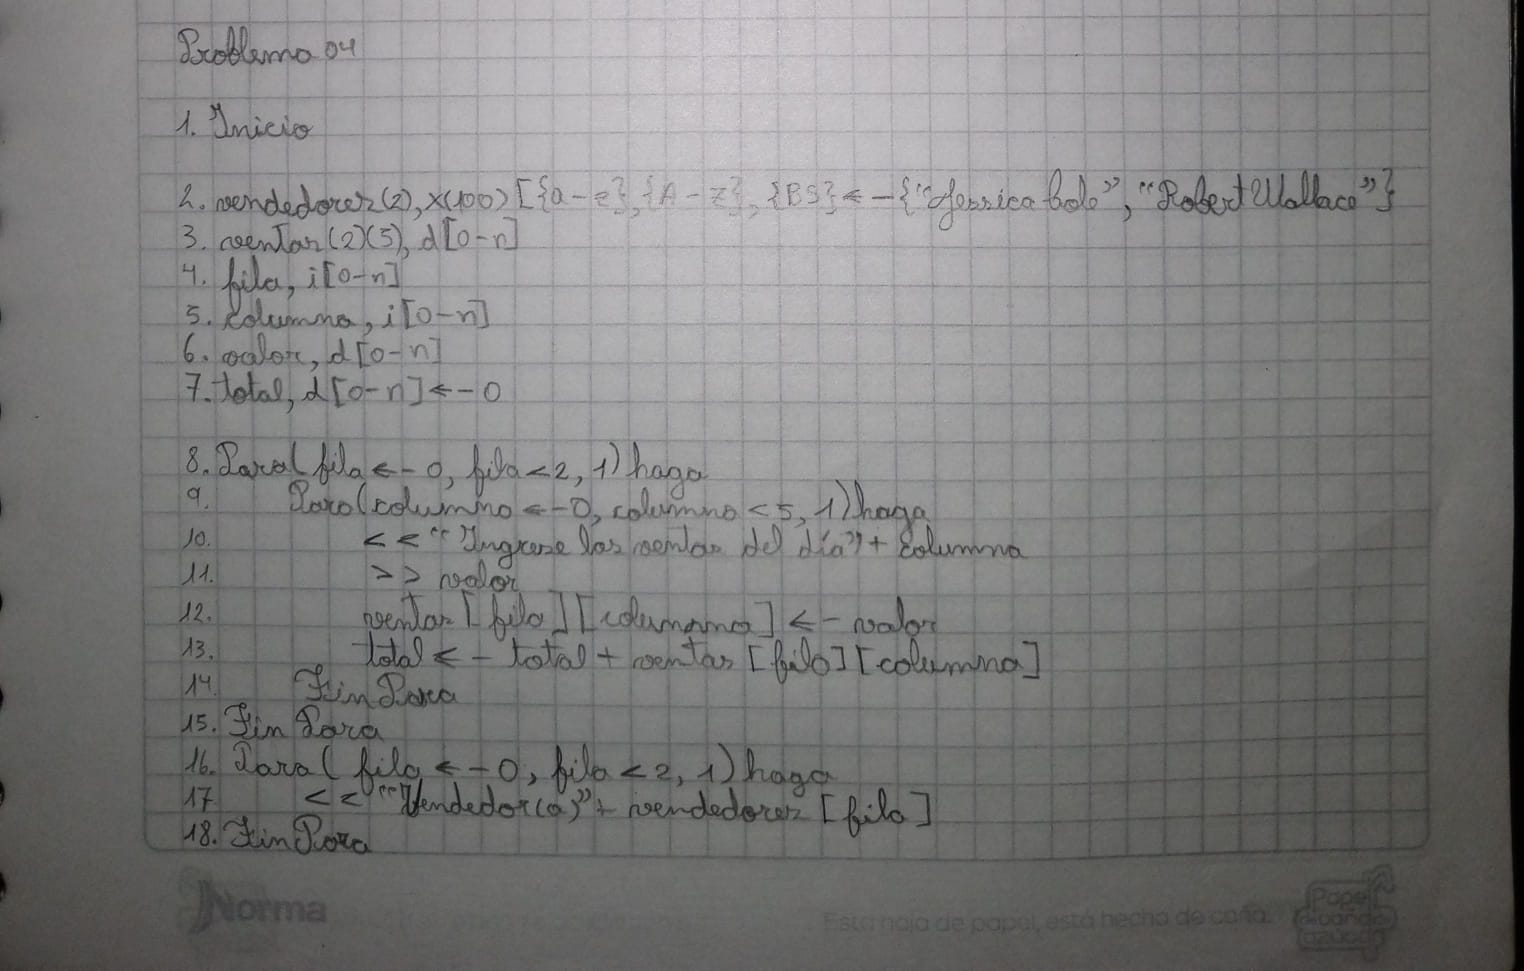 Problema 04
1. Inicio
2. vendedores(2), x(100) [{a-z},{A-Z},{BS} <- {"Jessica Cole", "Robert Wallace"}
3. ventas(2)(5), d[0-n]
4. fila, i[0-n]
5. columna, i[0-n]
6. valor, d[0-n]
7. total, d[0-n] <- 0
8. Para( fila <- 0, fila < 2, 1) haga
9. Para(columna <- 0, columna < 5, 1) haga
10. << "Ingrese las ventas del día" + columna
11. >> valor
12. ventas [fila] [columna] <- valor
13. total <- total + ventas [fila] [columna]
14. Fin Para
15. Fin Para
16. Para( fila <- 0, fila < 2, 1) haga
17 << "Vendedor(a)" + vendedores [fila]
18. Fin Para
Norma
Esta hoja de papel, está hecha de caña.